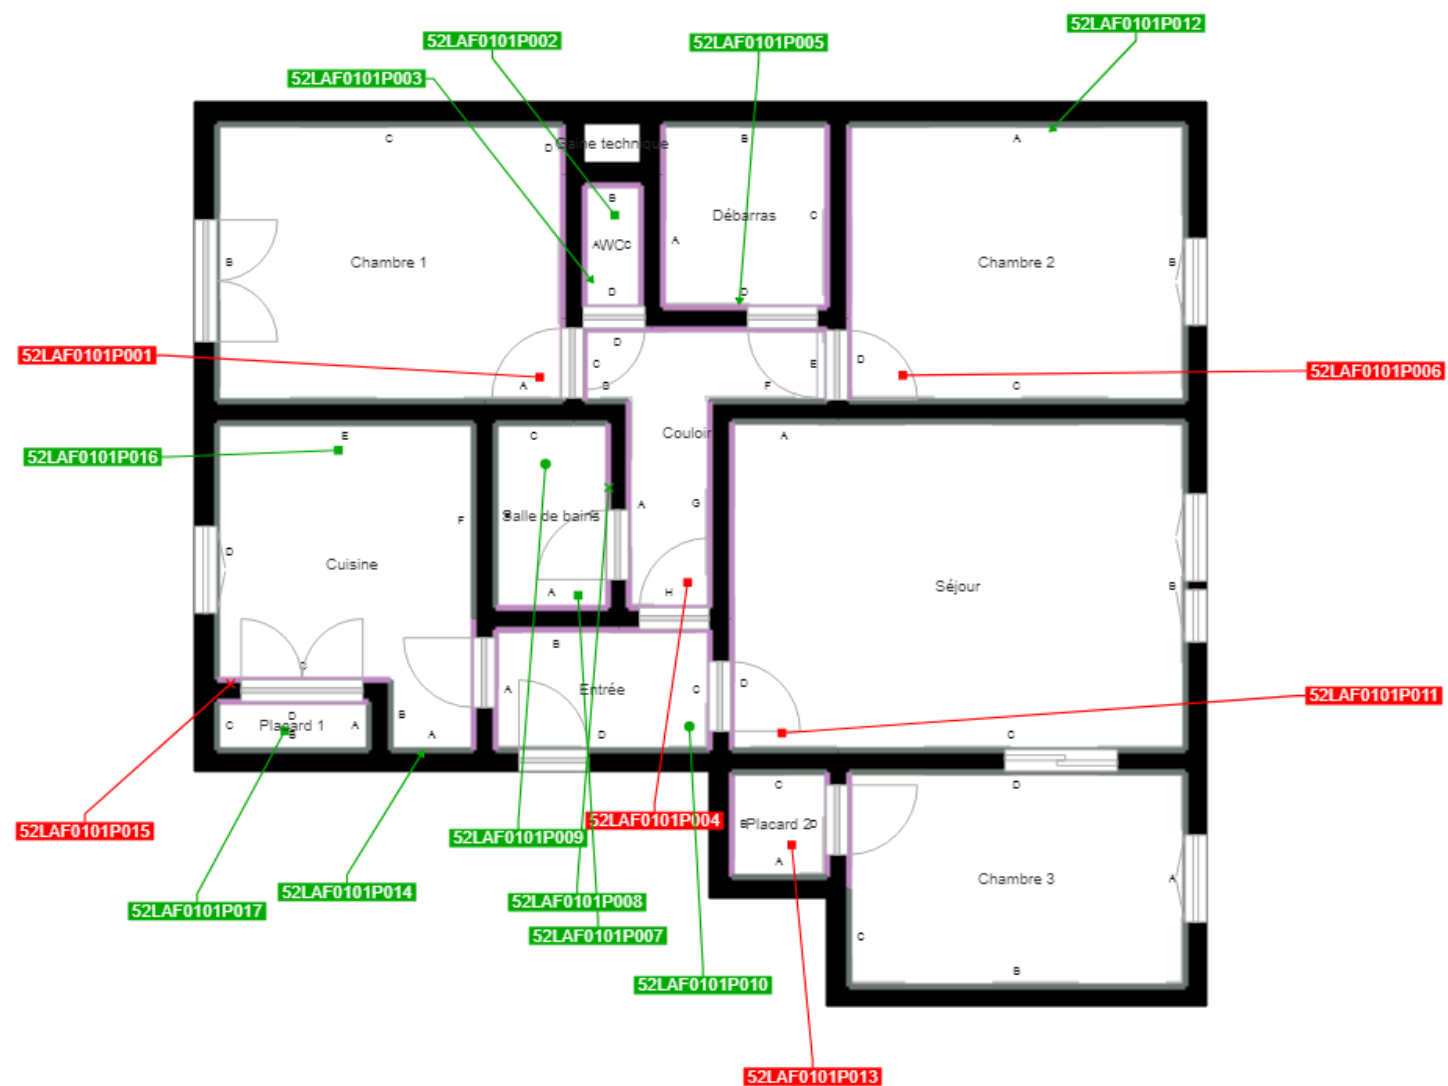 52LAF0101P012
52LAF0101P002
52LAF0101P005
52LAF0101P003
C
D
Gaine technique
B
A
B
Débarras
C
A
B
A
WC
C
D
D
Chambre 1
B
Chambre 2
B
52LAF0101P001
A
C
D
B
E
F
D
C
52LAF0101P006
52LAF0101P016
E
F
D
Cuisine
C
C
Salle de bains
A
Couloir
A
G
H
A
Séjour
B
D
C
B
A
Entrée
A
B
C
D
52LAF0101P011
C
Placard 1
D
B
A
52LAF0101P015
52LAF0101P004
52LAF0101P009
C
B
Placard 2
D
A
D
Chambre 3
A
C
B
52LAF0101P014
52LAF0101P008
52LAF0101P017
52LAF0101P007
52LAF0101P010
52LAF0101P013